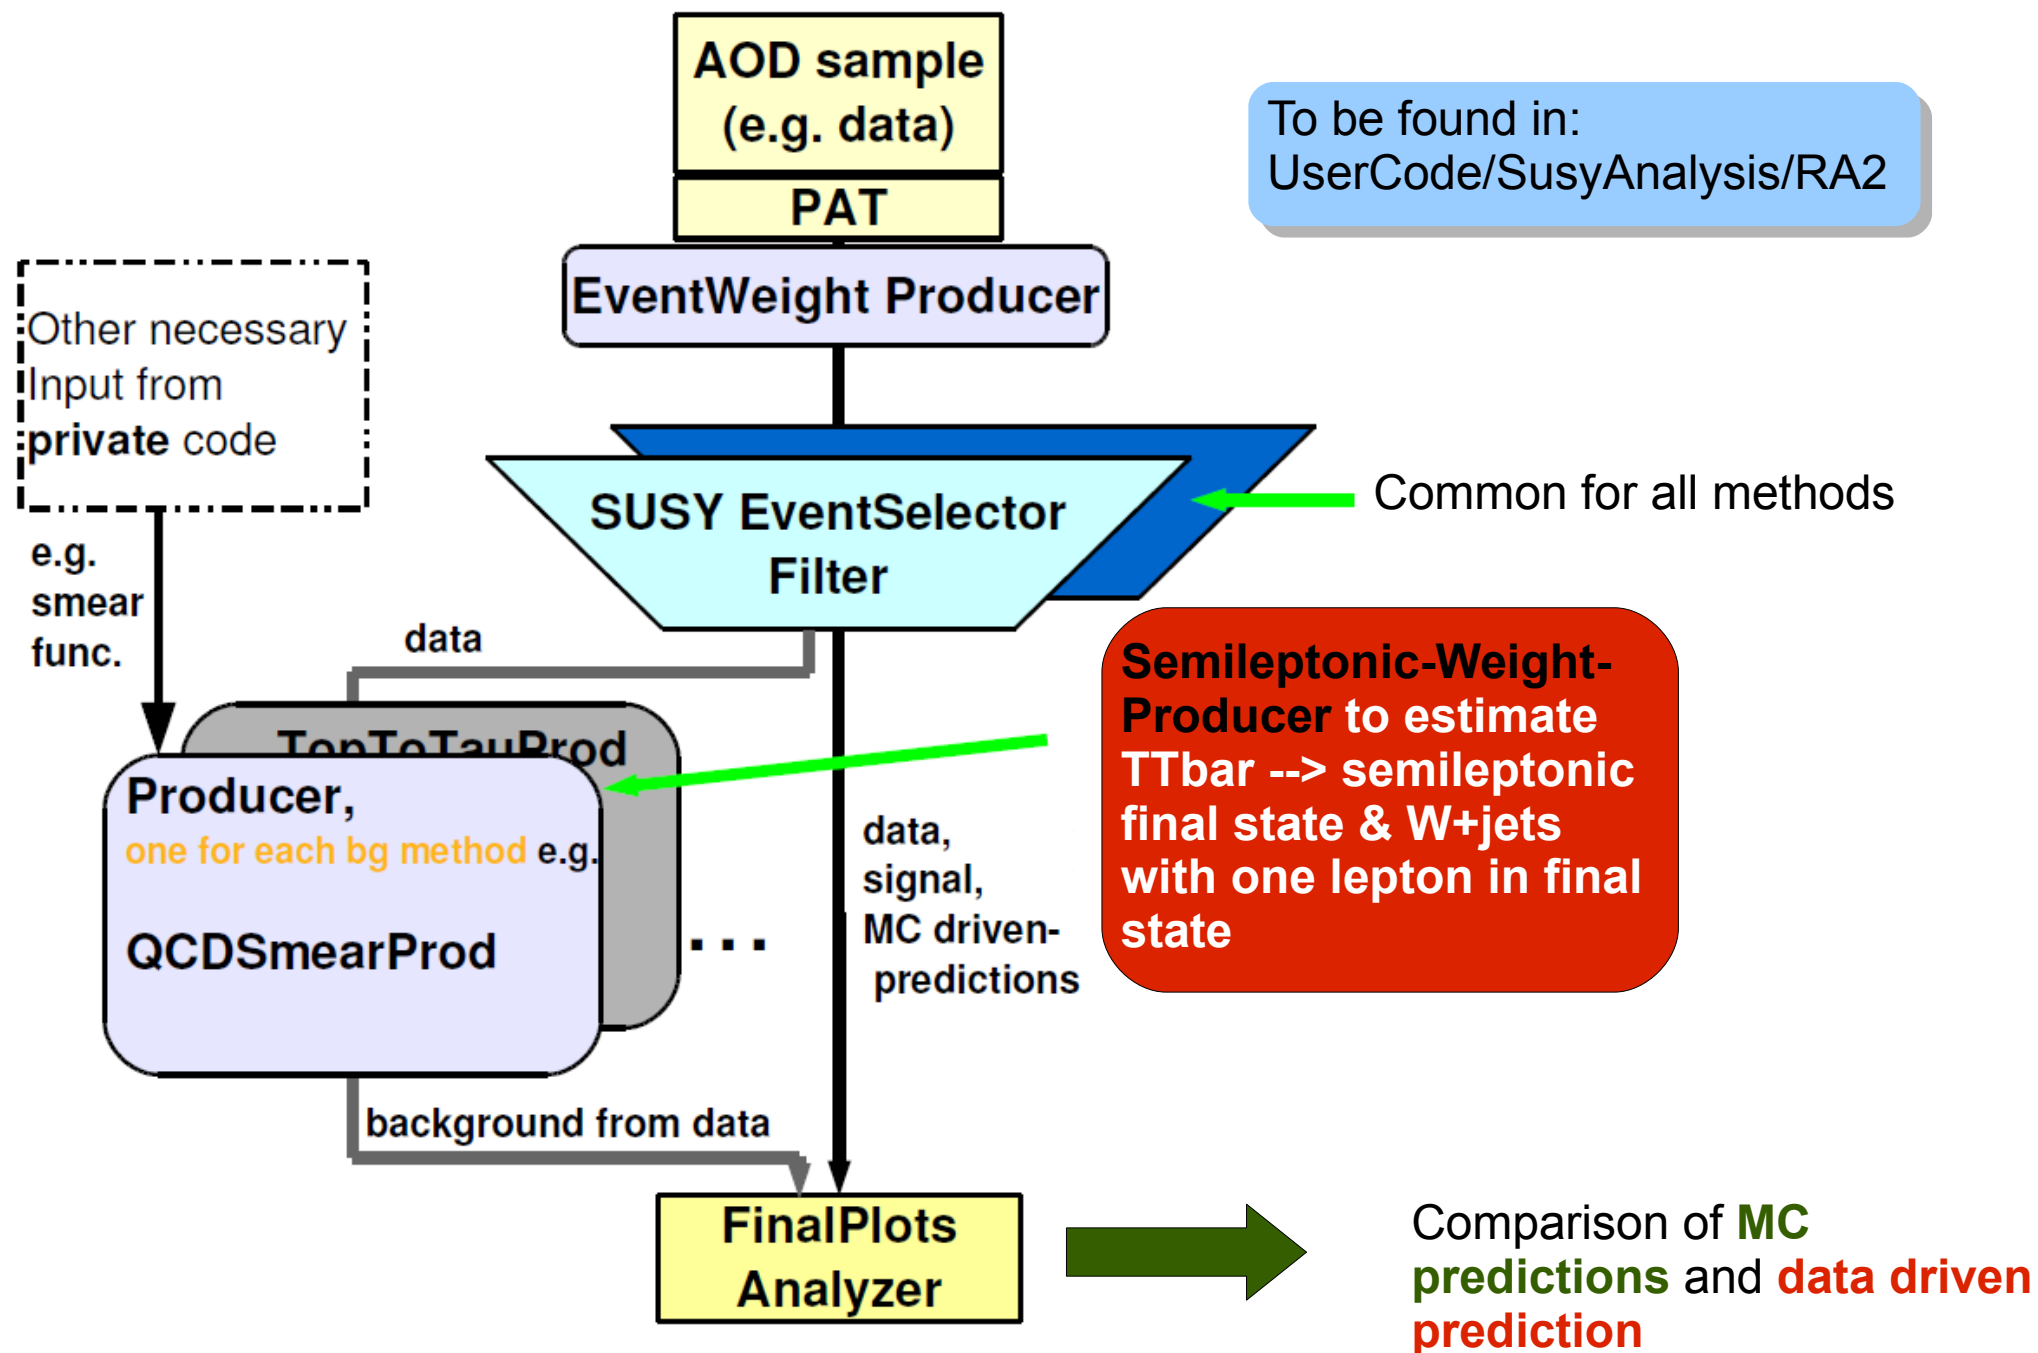 AOD sample
(e.g. data)
PAT
To be found in:
UserCode/SusyAnalysis/RA2
EventWeight Producer
Other necessary
Input from
private code
SUSY EventSelector
Filter
Common for all methods
e.g.
smear
func.
data
Semileptonic-Weight-
Producer to estimate
TTbar --> semileptonic
final state & W+jets
with one lepton in final
state
TopToTauProd
Producer,
one for each bg method e.g.
QCDSmearProd
...
data,
signal,
MC driven-
predictions
background from data
FinalPlots
Analyzer
Comparison of MC
predictions and data driven
prediction